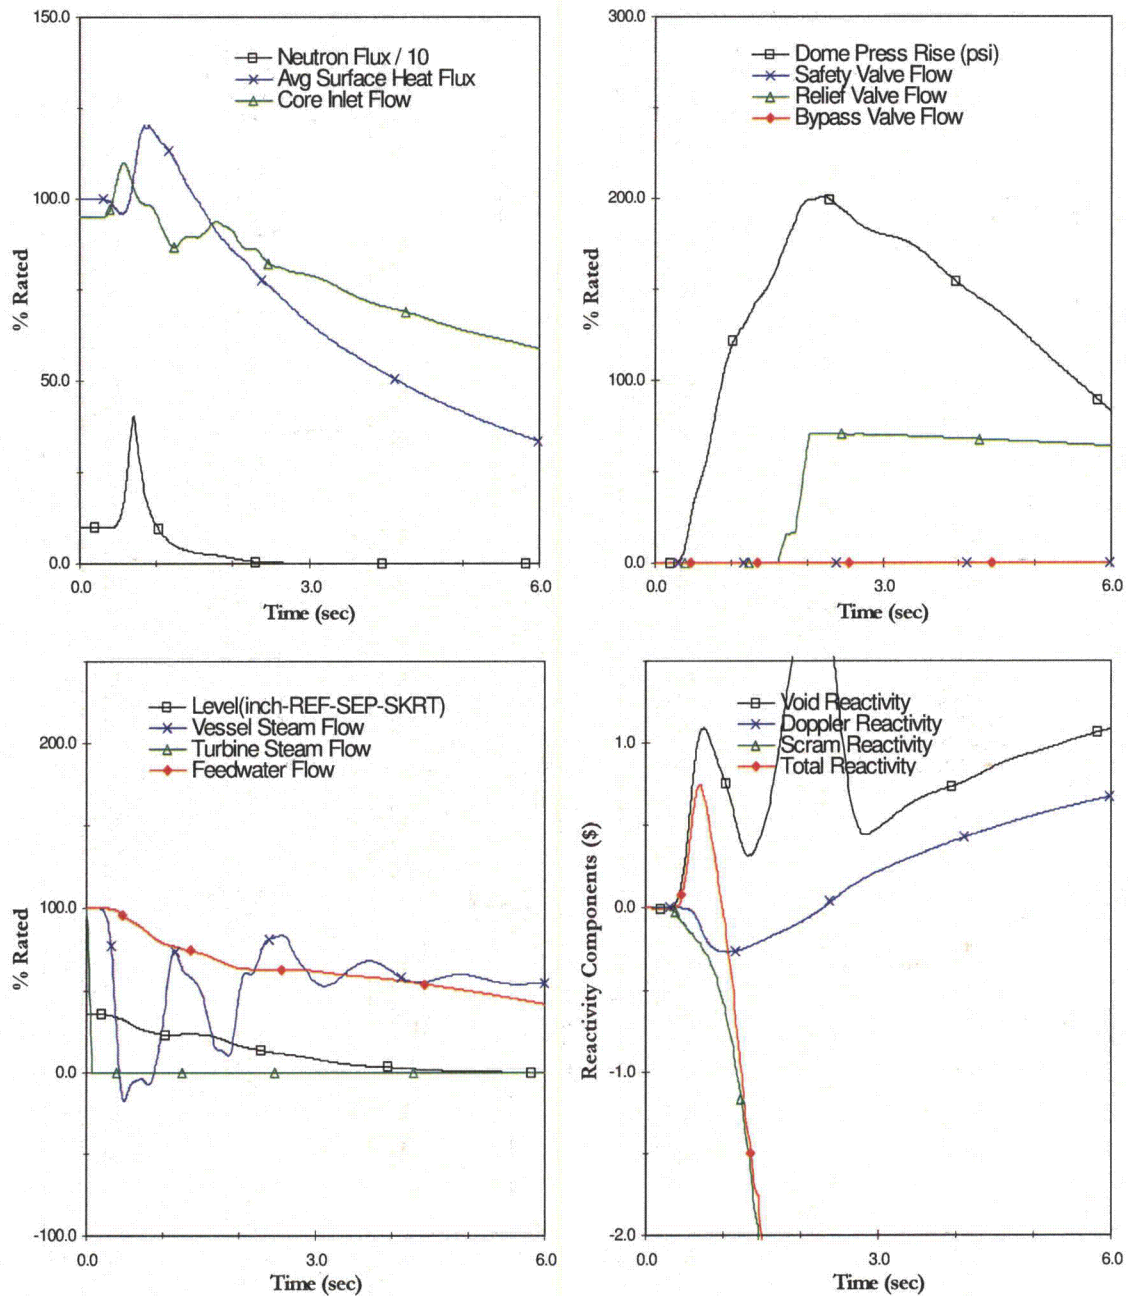 150.0
Neutron Flux / 10
Avg Surface Heat Flux
Core Inlet Flow
100.0
% Rated
50.0
0.0
0.0 3.0 6.0
Time (sec)
300.0
Dome Press Rise (psi)
Safety Valve Flow
Relief Valve Flow
Bypass Valve Flow
200.0
% Rated
100.0
0.0
0.0 3.0 6.0
Time (sec)
Level(inch-REF-SEP-SKRT)
Vessel Steam Flow
Turbine Steam Flow
Feedwater Flow
200.0
100.0
% Rated
0.0
-100.0
0.0 3.0 6.0
Time (sec)
Void Reactivity
Doppler Reactivity
Scram Reactivity
Total Reactivity
1.0
0.0
Reactivity Components ($)
-1.0
-2.0
0.0 3.0 6.0
Time (sec)